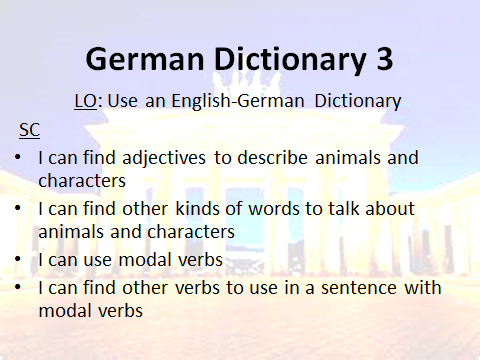 German Dictionary 3
LO: Use an English-German Dictionary
SC
• I can find adjectives to describe animals and
characters
• I can find other kinds of words to talk about
animals and characters
• I can use modal verbs
• I can find other verbs to use in a sentence with
modal verbs